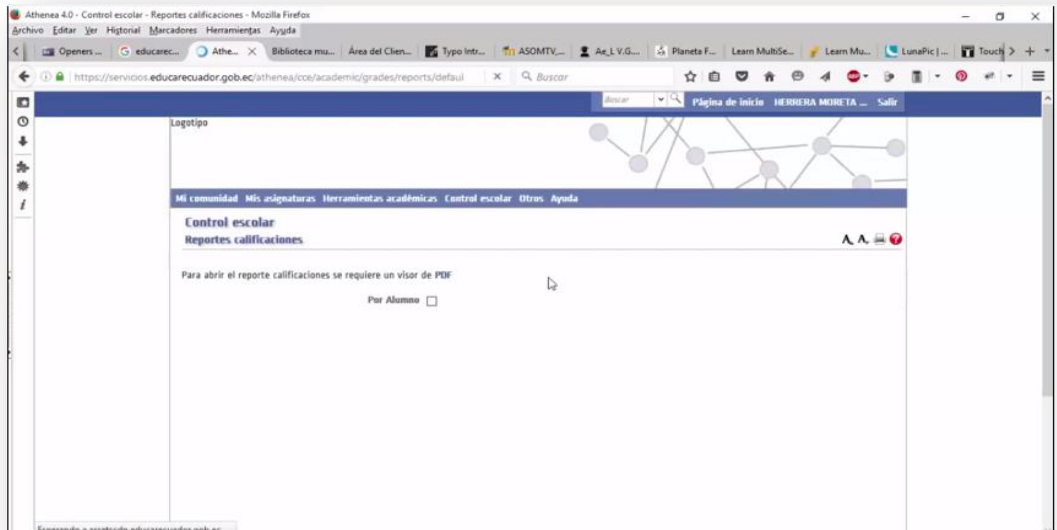 Athenea 4.0 - Control escolar - Reportes calificaciones - Mozilla Firefox
Archivo Editar Ver Historial Marcadores Herramientas Ayuda
Openers ... educarec... Athe... Biblioteca mu... Área del Clien... Typo Intr... ASOMTV,... Ae_L V.G.... Planeta F... Learn MultiSe... Learn Mu... LunaPic | ... Touch
https://servicios.educarecuador.gob.ec/athenea/cce/academic/grades/reports/defaul Buscar
Buscar Página de inicio HERRERA MORETA ... Salir
Logotipo
Mi comunidad Mis asignaturas Herramientas académicas Control escolar Otros Ayuda
Control escolar
Reportes calificaciones
Para abrir el reporte calificaciones se requiere un visor de PDF
Por Alumno